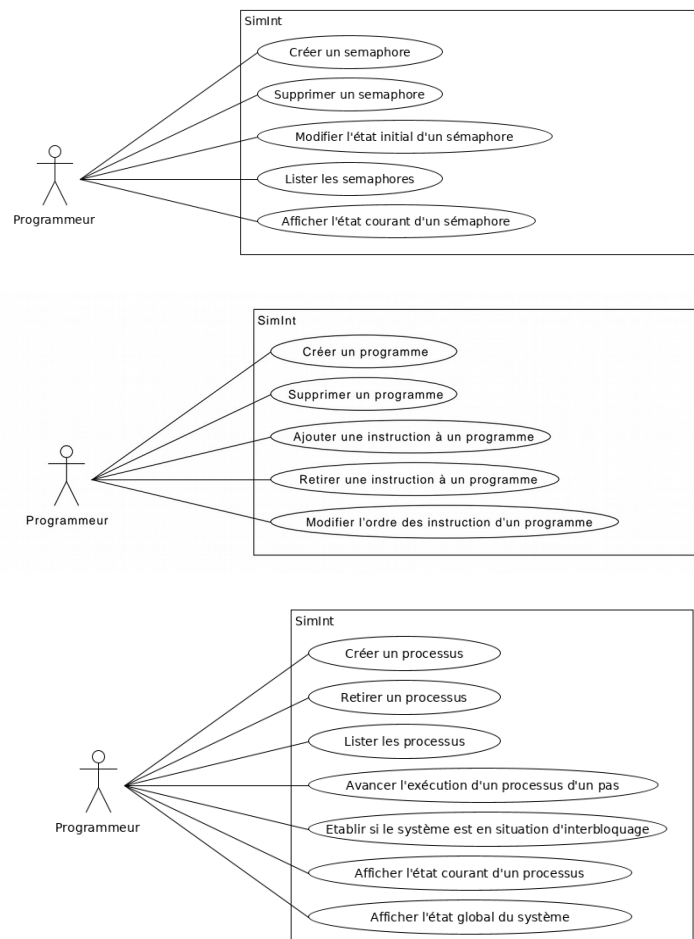 SimInt
Créer un semaphore
Supprimer un semaphore
Modifier l'état initial d'un sémaphore
Lister les semaphores
Afficher l'état courant d'un sémaphore
Programmeur
SimInt
Créer un programme
Supprimer un programme
Ajouter une instruction à un programme
Retirer une instruction à un programme
Modifier l'ordre des instruction d'un programme
Programmeur
SimInt
Créer un processus
Retirer un processus
Lister les processus
Avancer l'exécution d'un processus d'un pas
Etablir si le système est en situation d'interbloquage
Afficher l'état courant d'un processus
Afficher l'état global du système
Programmeur